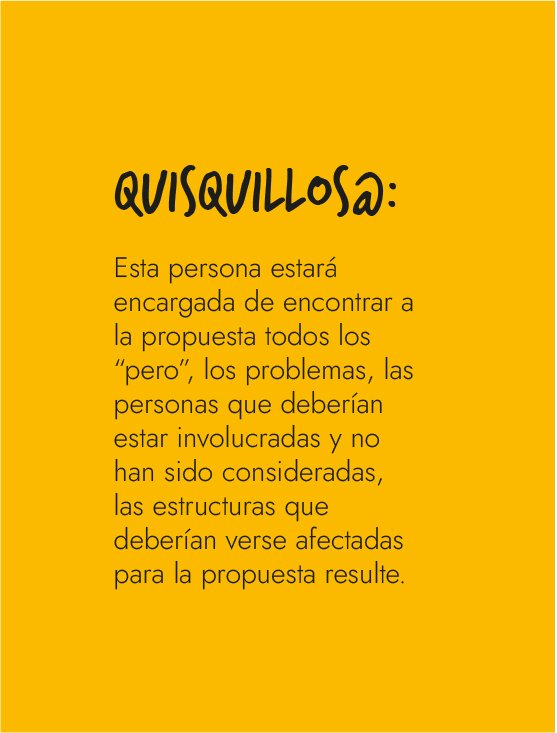 QUISQUILLOS@:
Esta persona estará
encargada de encontrar a
la propuesta todos los
“pero”, los problemas, las
personas que deberían
estar involucradas y no
han sido consideradas,
las estructuras que
deberían verse afectadas
para la propuesta resulte.